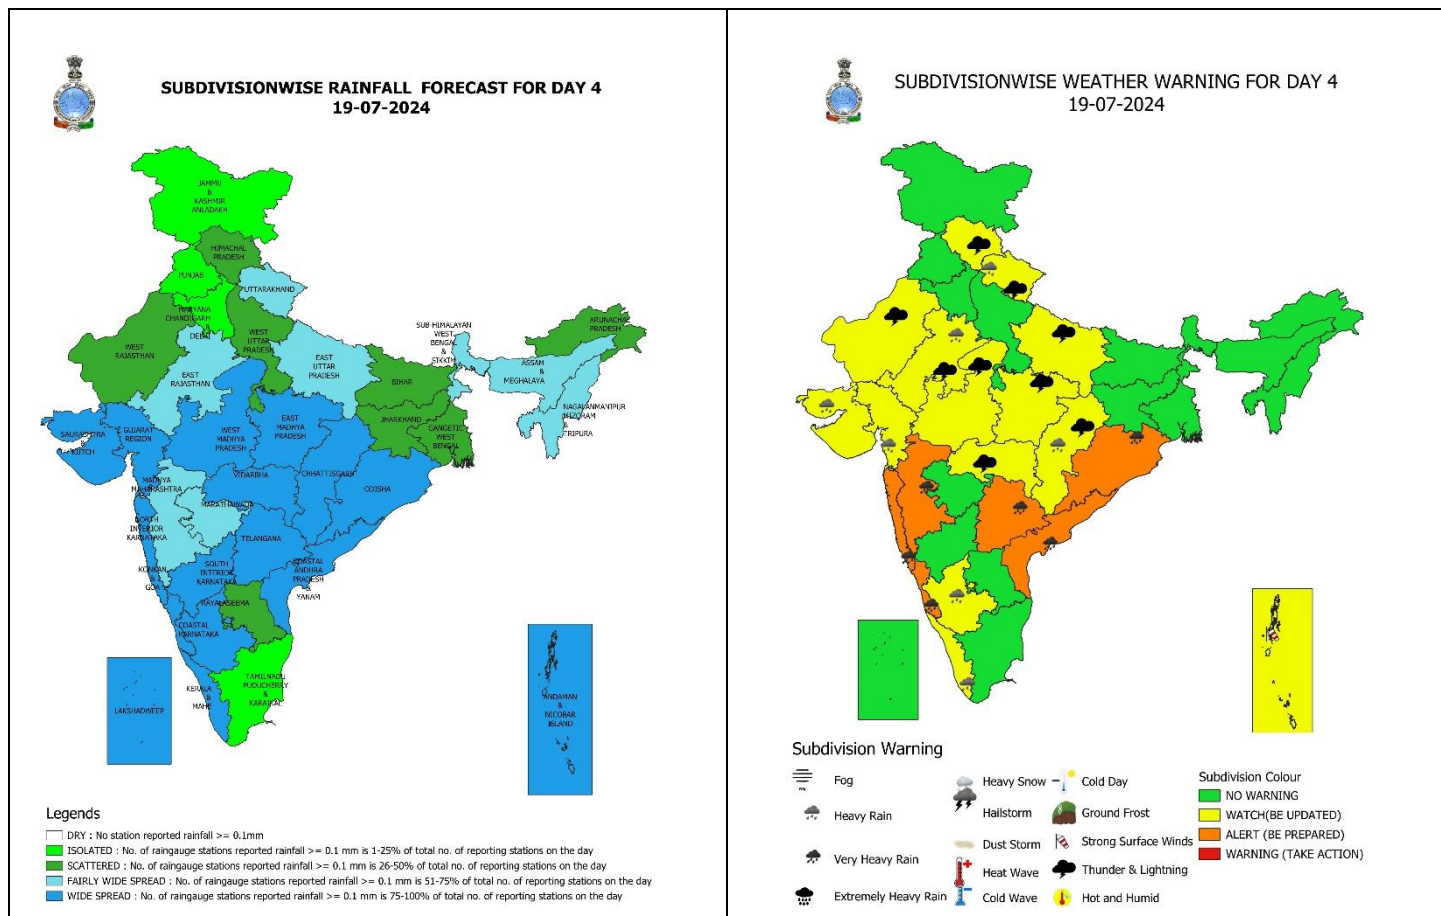 SUBDIVISIONWISE RAINFALL FORECAST FOR DAY 4
19-07-2024
JAMMU
&
KASHMIR
ANLADAKH
HIMACHAL
PRADESH
PUNJAB
UTTARAKHAND
HARYANA
CHANDIGARH
&
DELHI
WEST
UTTAR
PRADESH
WEST
RAJASTHAN
EAST
RAJASTHAN
EAST
UTTAR
PRADESH
SUB-HIMALAYAN
WEST
BENGAL
&
SIKKIM
ARUNACHAL
PRADESH
ASSAM
&
MEGHALAYA
NAGALANMANIPUR
MIZORAM
&
TRIPURA
BIHAR
JHARKHAND
GANGETIC
WEST
BENGAL
SAURASHTRA
&
KUTCH
GUJARAT
REGION
WEST
MADHYA
PRADESH
EAST
MADHYA
PRADESH
VIDARBHA
CHHATTISGARH
ODISHA
MADHYA
MAHARASHTRA
MARATHAWADA
NORTH
INTERIOR
KARNATAKA
TELANGANA
KONKAN
&
GOA
SOUTH
INTERIOR
KARNATAKA
COASTAL
ANDHRA
PRADESH
&
YANAM
RAYALASEEMA
COASTAL
KARNATAKA
TAMILNADU
PUDUCHERRY
&
KARAIKAL
KERALA
&
MAHE
LAKSHADWEEP
ANDAMAN
&
NICOBAR
ISLAND
Legends
DRY : No station reported rainfall >= 0.1mm
ISOLATED : No. of raingauge stations reported rainfall >= 0.1 mm is 1-25% of total no. of reporting stations on the day
SCATTERED : No. of raingauge stations reported rainfall >= 0.1 mm is 26-50% of total no. of reporting stations on the day
FAIRLY WIDE SPREAD : No. of raingauge stations reported rainfall >= 0.1 mm is 51-75% of total no. of reporting stations on the day
WIDE SPREAD : No. of raingauge stations reported rainfall >= 0.1 mm is 75-100% of total no. of reporting stations on the day
SUBDIVISIONWISE WEATHER WARNING FOR DAY 4
19-07-2024
Subdivision Warning
Fog
Heavy Rain
Very Heavy Rain
Extremely Heavy Rain
Heavy Snow
Hailstorm
Dust Storm
Heat Wave
Cold Wave
Cold Day
Ground Frost
Strong Surface Winds
Thunder & Lightning
Hot and Humid
Subdivision Colour
NO WARNING
WATCH(BE UPDATED)
ALERT (BE PREPARED)
WARNING (TAKE ACTION)